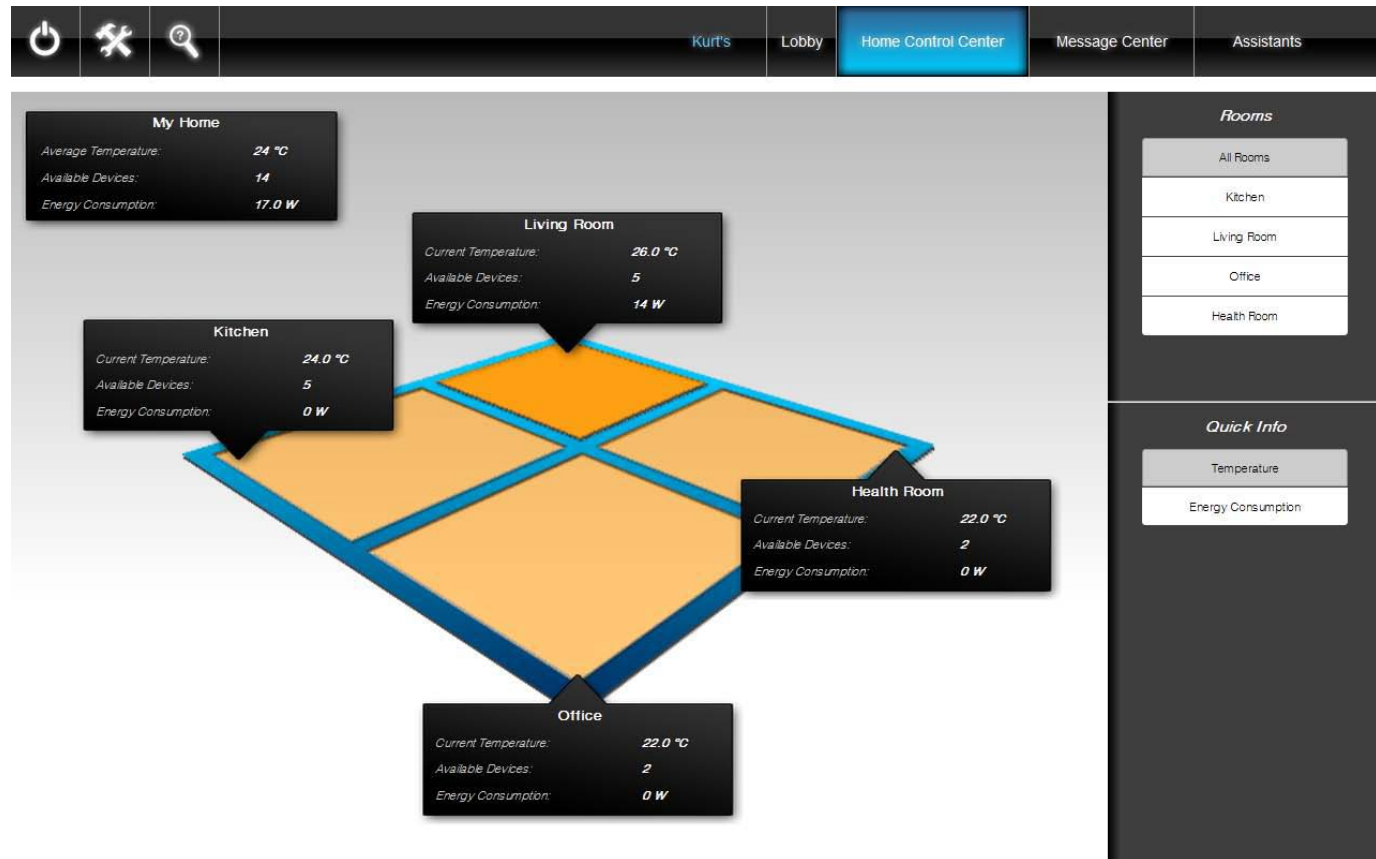 Kurt's Lobby Home Control Center Message Center Assistants
My Home
Average Temperature: 24 °C
Available Devices: 14
Energy Consumption: 17.0 W
Living Room
Current Temperature: 26.0 °C
Available Devices: 5
Energy Consumption: 14 W
Kitchen
Current Temperature: 24.0 °C
Available Devices: 5
Energy Consumption: 0 W
Health Room
Current Temperature: 22.0 °C
Available Devices: 2
Energy Consumption: 0 W
Office
Current Temperature: 22.0 °C
Available Devices: 2
Energy Consumption: 0 W
Rooms
All Rooms
Kitchen
Living Room
Office
Health Room
Quick Info
Temperature
Energy Consumption